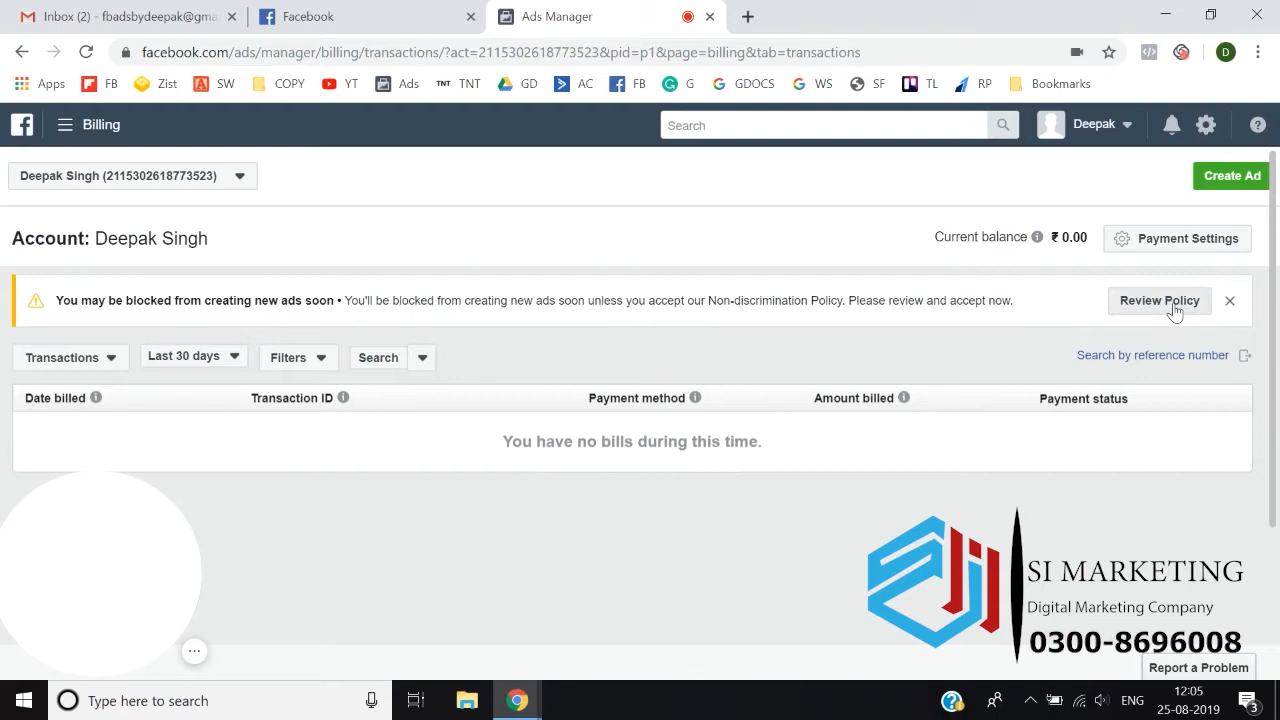 Inbox (2) - fbadsbydeepak@gma
Facebook
Ads Manager
facebook.com/ads/manager/billing/transactions/?act=2115302618773523&pid=p1&page=billing&tab=transactions
D
Apps FB Zist SW COPY YT Ads TNT TNT GD AC FB G GDOCS WS SF TL RP Bookmarks
Billing
Search
Deepak
Deepak Singh (2115302618773523)
Create Ad
Account: Deepak Singh
Current balance ₹ 0.00
Payment Settings
You may be blocked from creating new ads soon • You'll be blocked from creating new ads soon unless you accept our Non-discrimination Policy. Please review and accept now.
Review Policy
Transactions
Last 30 days
Filters
Search
Search by reference number
Date billed
Transaction ID
Payment method
Amount billed
Payment status
You have no bills during this time.
SI MARKETING
Digital Marketing Company
0300-8696008
Report a Problem
Type here to search
ENG
12:05
25-08-2019
3